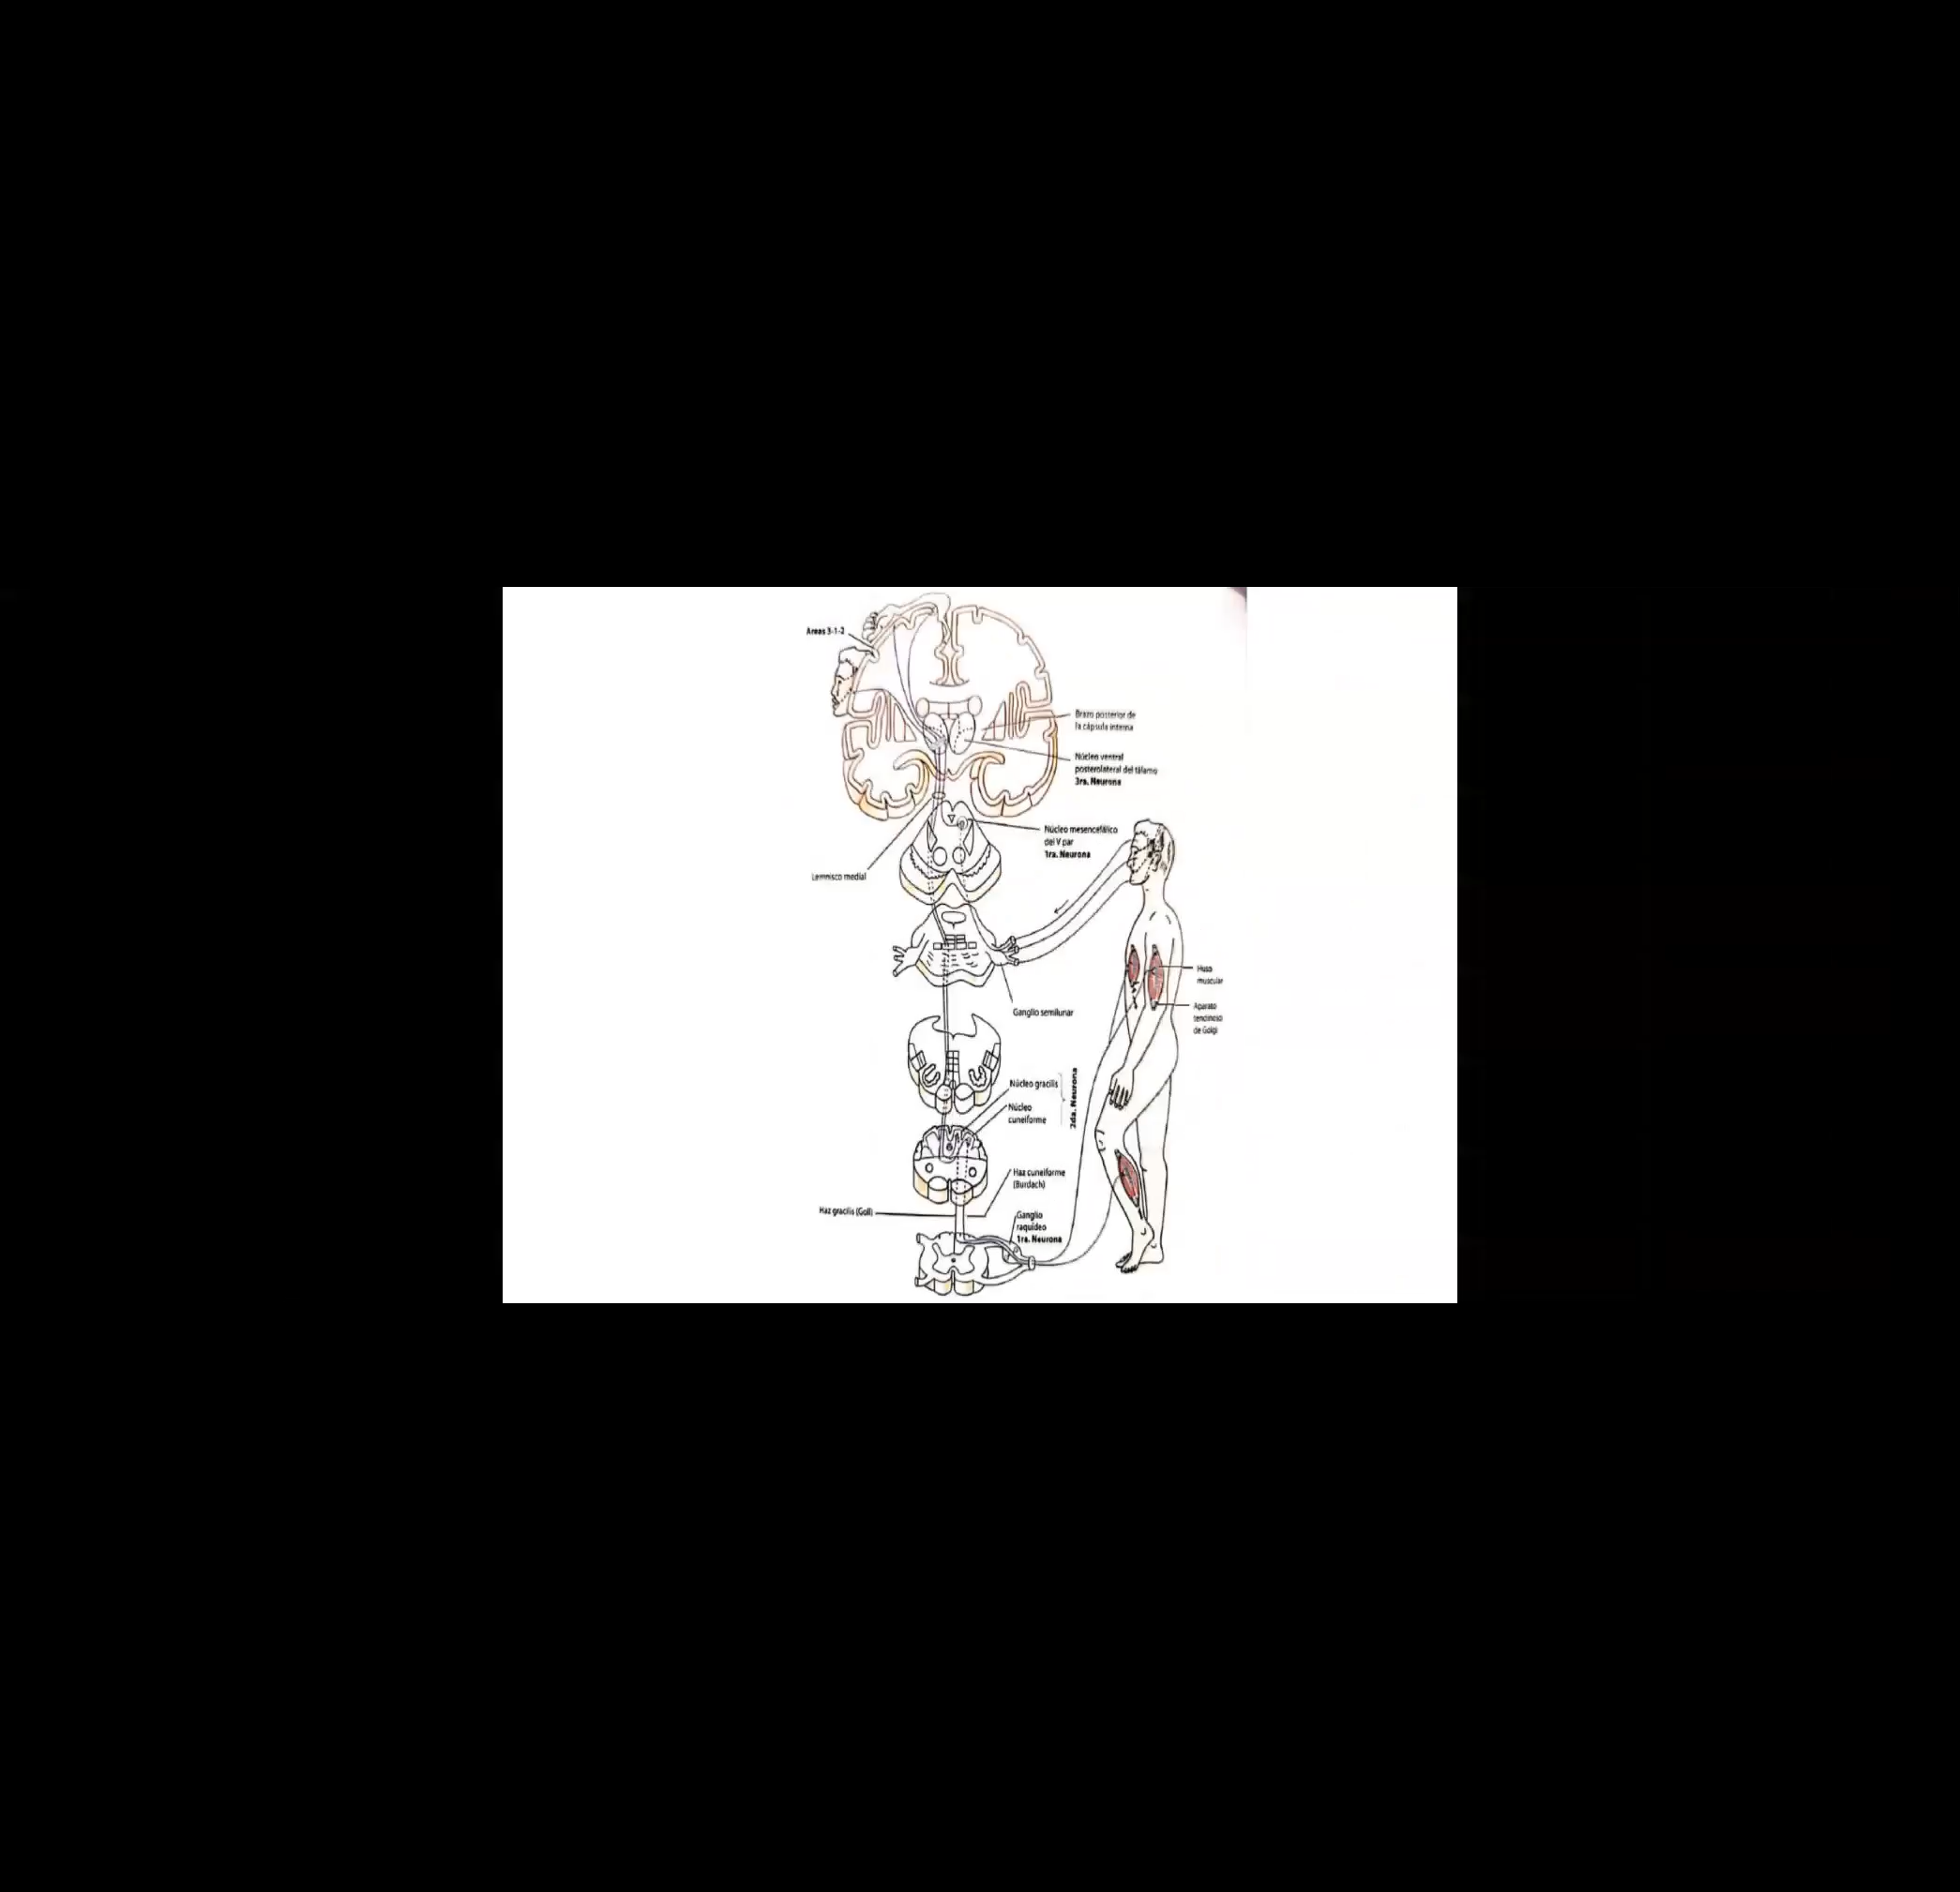 Areas 3-1-2
Brazo posterior de
la cápsula interna
Núcleo ventral
posterolateral del tálamo
3ra. Neurona
Núcleo mesencefálico
del V par
1ra. Neurona
Lemnisco medial
Huso
muscular
Aparato
tendinoso
de Golgi
Ganglio semilunar
Núcleo gracilis
Núcleo
cuneiforme
2da. Neurona
Haz cuneiforme
(Burdach)
Haz gracilis (Goll)
Ganglio
raquídeo
1ra. Neurona